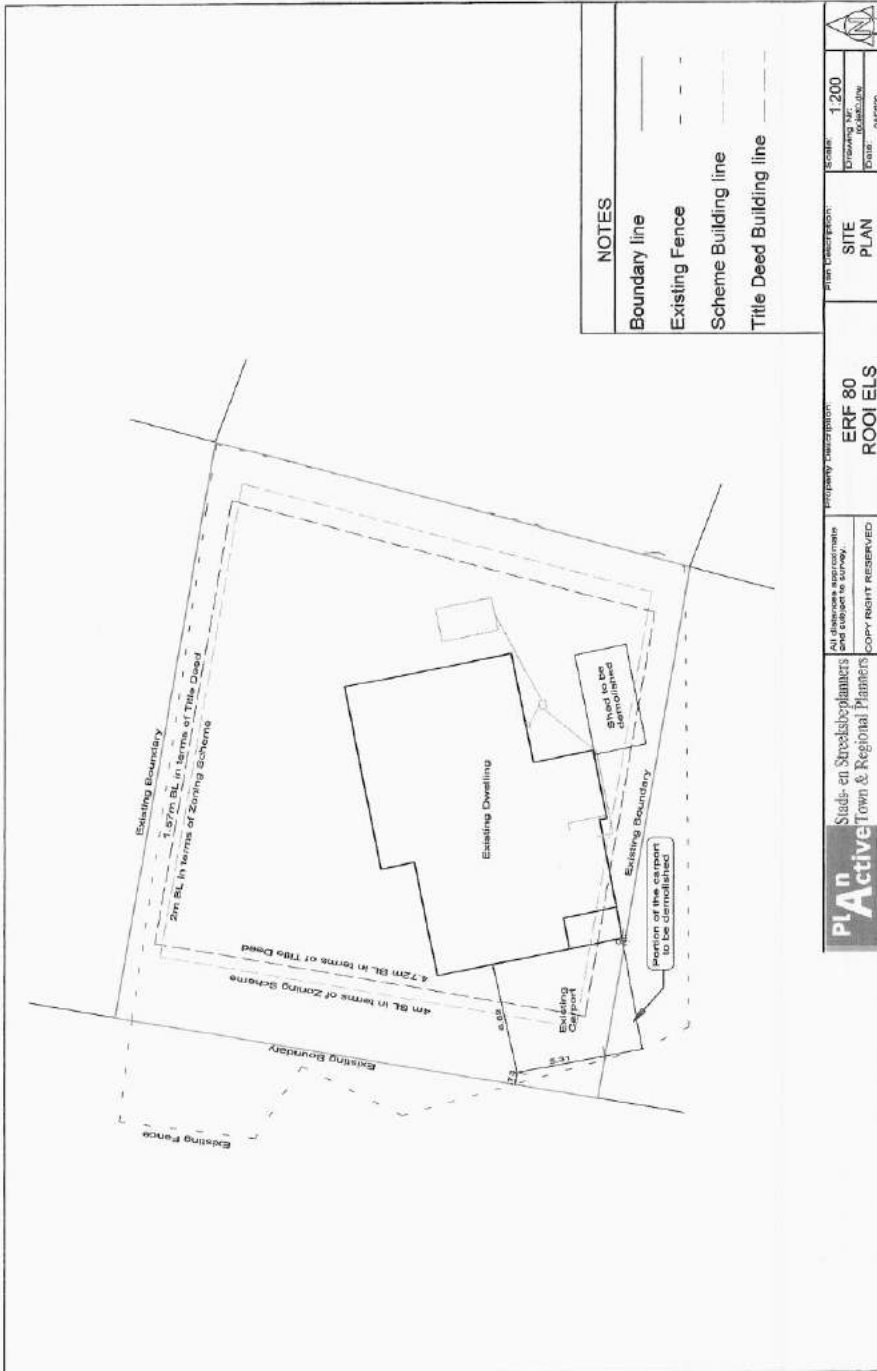 Existing Boundary
1.57m BL in terms of Title Deed
2m BL in terms of Zoning Scheme
4.72m BL in terms of Title Deed
4m BL in terms of Zoning Scheme
Existing Boundary
Existing Fence
Existing Dwelling
Shed to be
demolished
Existing Boundary
Existing
Carport
6.62
5.31
Portion of the carport
to be demolished
NOTES
Boundary line
Existing Fence
Scheme Building line
Title Deed Building line
PLAn
Active
Stads- en Streeksbeplanners
Town & Regional Planners
All distances approximate
and subject to survey.
COPY RIGHT RESERVED
Property Description:
ERF 80
ROOI ELS
Plan Description:
SITE
PLAN
Scale:
1:200
Drawing Nr:
Date:
N